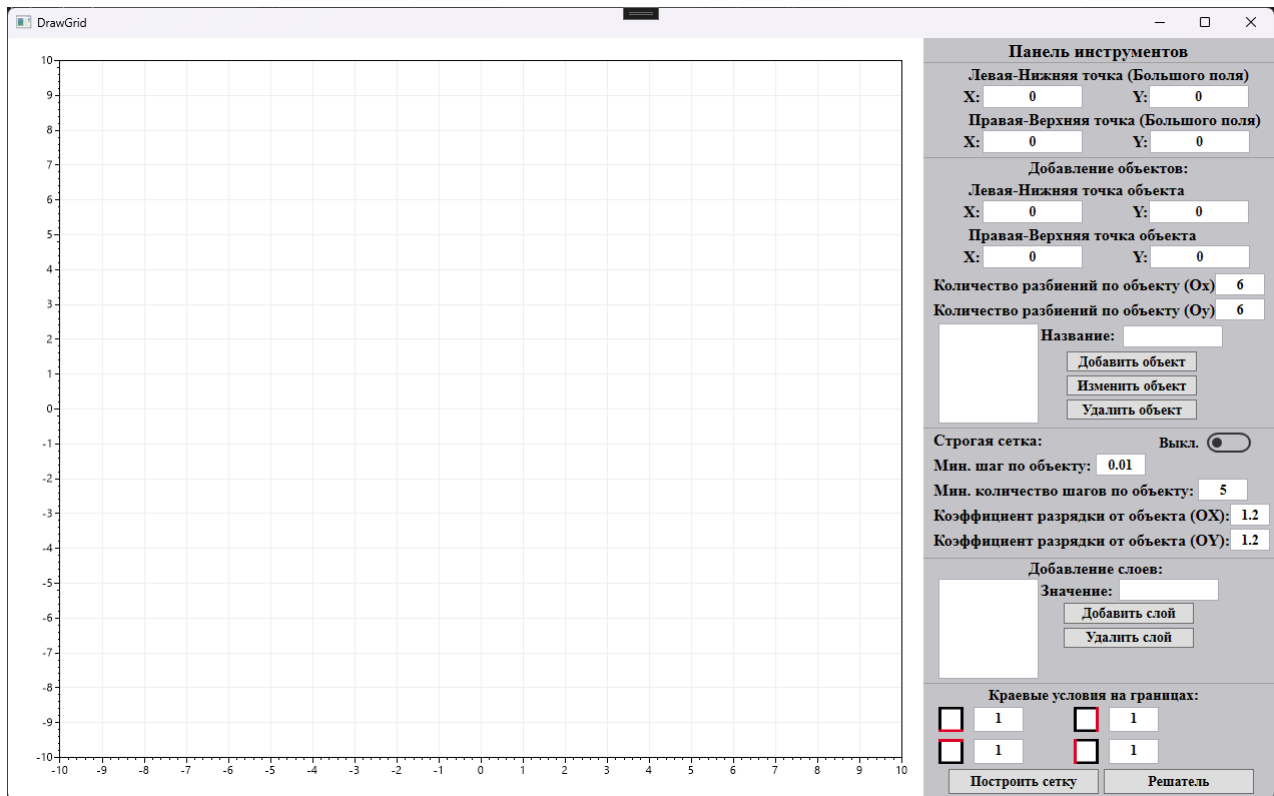 DrawGrid
Панель инструментов
Левая-Нижняя точка (Большого поля)
X: 0 Y: 0
Правая-Верхняя точка (Большого поля)
X: 0 Y: 0
Добавление объектов:
Левая-Нижняя точка объекта
X: 0 Y: 0
Правая-Верхняя точка объекта
X: 0 Y: 0
Количество разбиений по объекту (Ox) 6
Количество разбиений по объекту (Oy) 6
Название:
Добавить объект
Изменить объект
Удалить объект
Строгая сетка: Выкл.
Мин. шаг по объекту: 0.01
Мин. количество шагов по объекту: 5
Коэффициент разрядки от объекта (OX): 1.2
Коэффициент разрядки от объекта (OY): 1.2
Добавление слоев:
Значение:
Добавить слой
Удалить слой
Краевые условия на границах:
1 1
1 1
Построить сетку Решатель
10
9
8
7
6
5
4
3
2
1
0
-1
-2
-3
-4
-5
-6
-7
-8
-9
-10
-10 -9 -8 -7 -6 -5 -4 -3 -2 -1 0 1 2 3 4 5 6 7 8 9 10